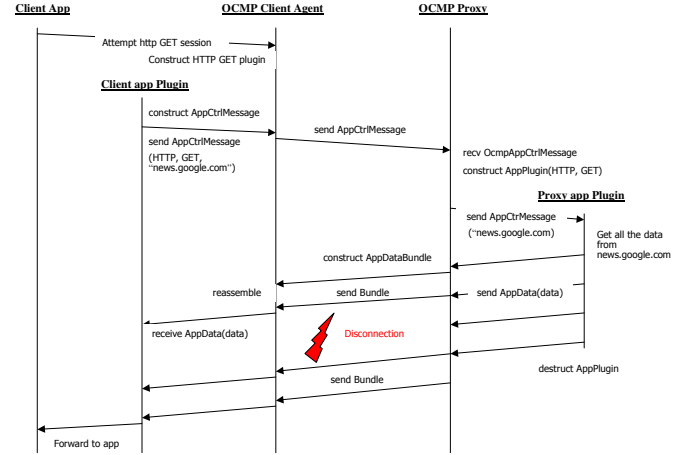 Client App
OCMP Client Agent
OCMP Proxy
Attempt http GET session
Construct HTTP GET plugin
Client app Plugin
construct AppCtrlMessage
send AppCtrlMessage
send AppCtrlMessage
(HTTP, GET,
“news.google.com”)
recv OcmpAppCtrlMessage
construct AppPlugin(HTTP, GET)
Proxy app Plugin
send AppCtrMessage
(“news.google.com)
Get all the data
from
news.google.com
construct AppDataBundle
reassemble
send Bundle
send AppData(data)
receive AppData(data)
Disconnection
destruct AppPlugin
send Bundle
Forward to app